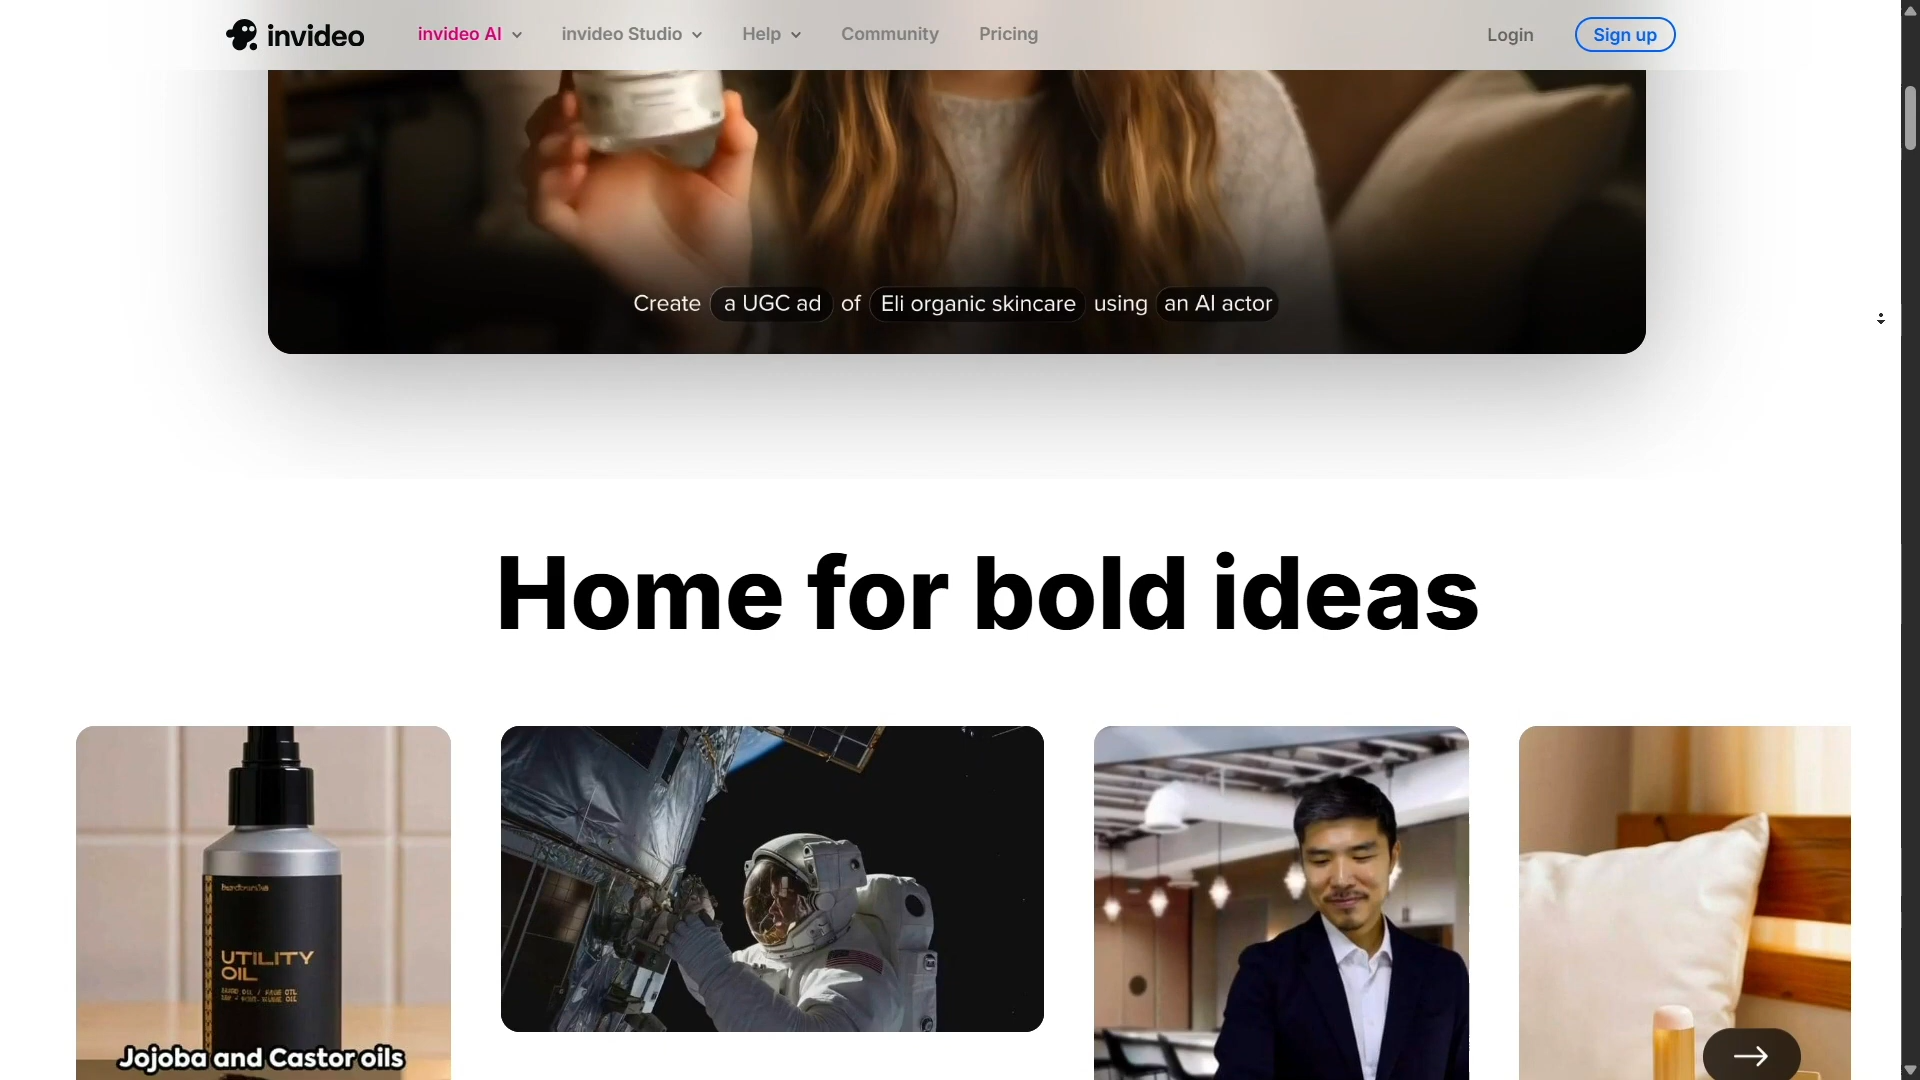 invideo
invideo AI
invideo Studio
Help
Community
Pricing
Login
Sign up
Create a UGC ad of Eli organic skincare using an AI actor
Home for bold ideas
UTILITY
OIL
Jojoba and Castor oils